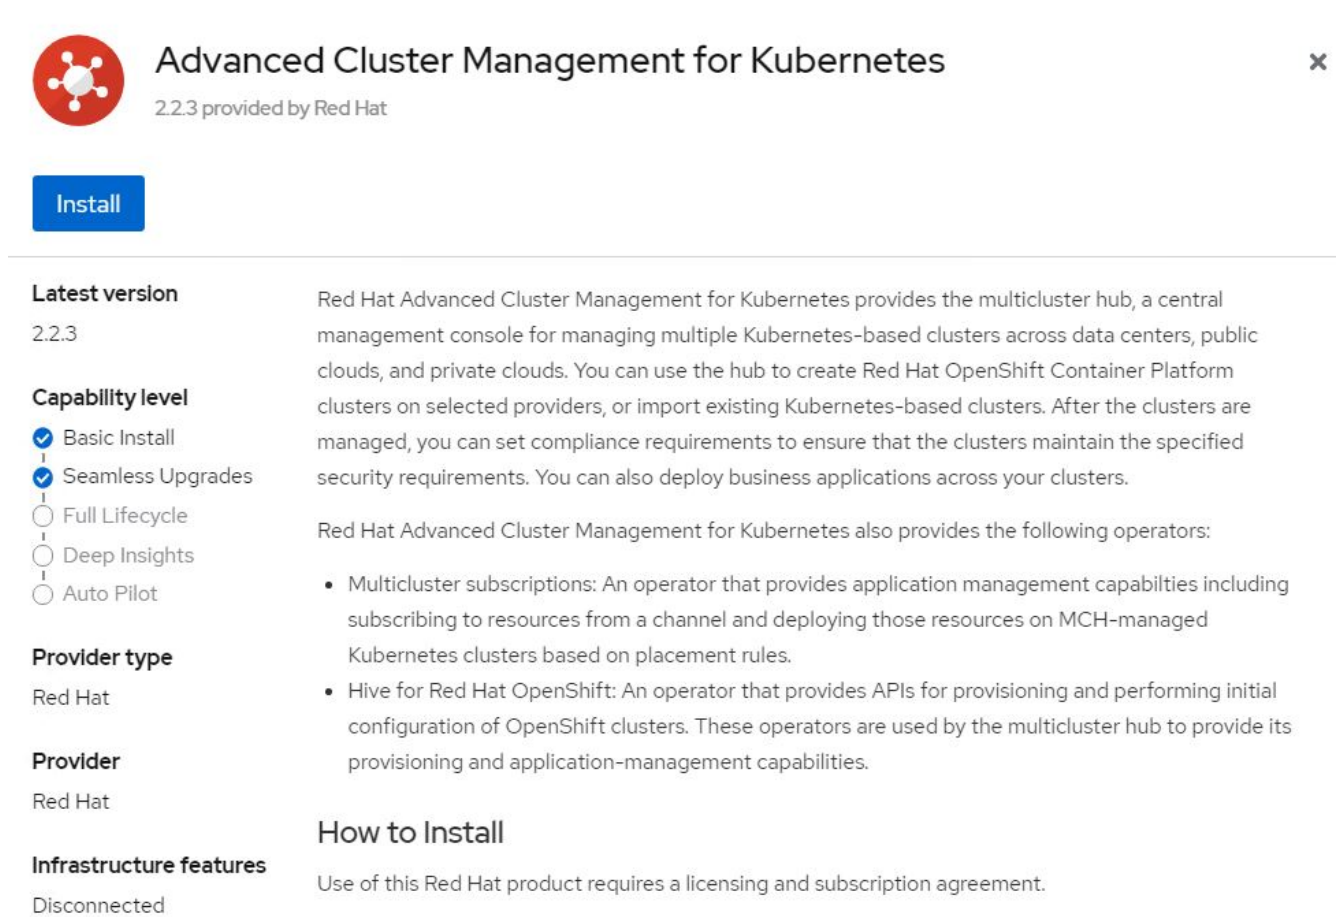 Advanced Cluster Management for Kubernetes
2.2.3 provided by Red Hat
Install
Latest version
2.2.3
Capability level
Basic Install
Seamless Upgrades
Full Lifecycle
Deep Insights
Auto Pilot
Provider type
Red Hat
Provider
Red Hat
Infrastructure features
Disconnected
Red Hat Advanced Cluster Management for Kubernetes provides the multicluster hub, a central
management console for managing multiple Kubernetes-based clusters across data centers, public
clouds, and private clouds. You can use the hub to create Red Hat OpenShift Container Platform
clusters on selected providers, or import existing Kubernetes-based clusters. After the clusters are
managed, you can set compliance requirements to ensure that the clusters maintain the specified
security requirements. You can also deploy business applications across your clusters.
Red Hat Advanced Cluster Management for Kubernetes also provides the following operators:
• Multicluster subscriptions: An operator that provides application management capabilties including
subscribing to resources from a channel and deploying those resources on MCH-managed
Kubernetes clusters based on placement rules.
• Hive for Red Hat OpenShift: An operator that provides APIs for provisioning and performing initial
configuration of OpenShift clusters. These operators are used by the multicluster hub to provide its
provisioning and application-management capabilities.
How to Install
Use of this Red Hat product requires a licensing and subscription agreement.